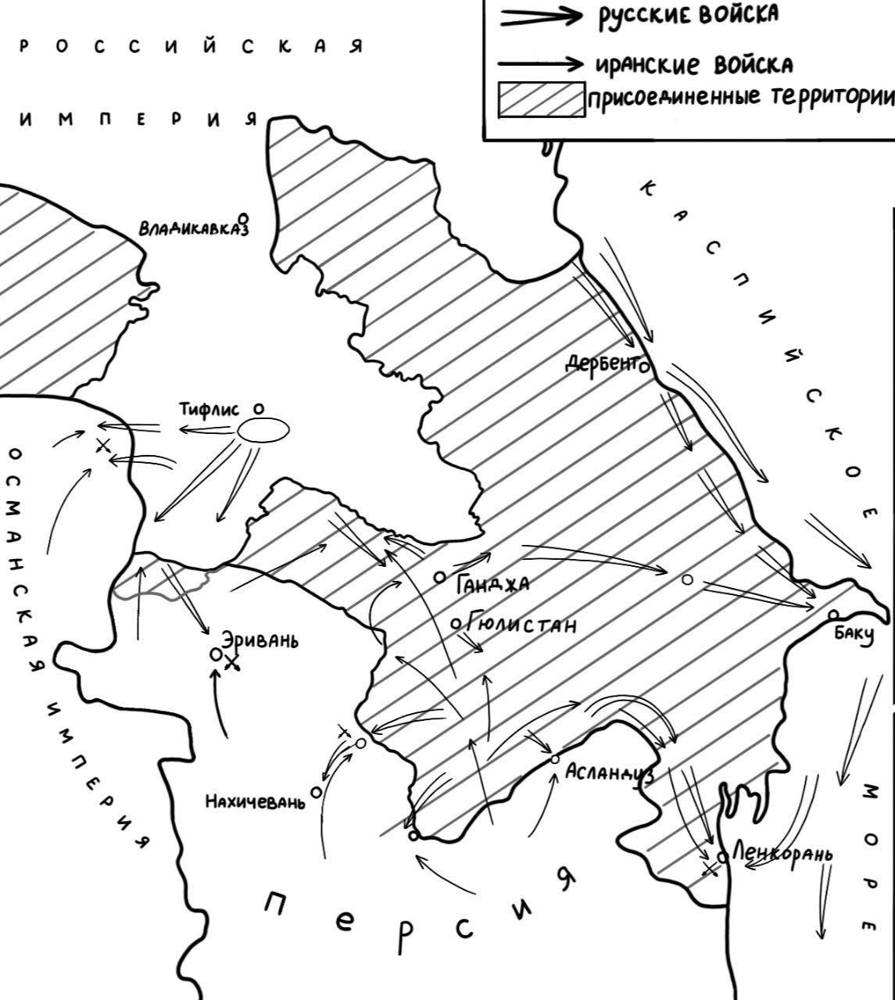 русские войска
иранские войска
присоединенные территории
РОССИЙСКАЯ
ИМПЕРИЯ
Владикавказ
КАСПИЙСКОЕ
Дербент
Тифлис
ОСМАНСКАЯ ИМПЕРИЯ
Ганджа
Гюлистан
Эривань
Баку
Асландуз
Нахичевань
МОРЕ
Ленкорань
Персия